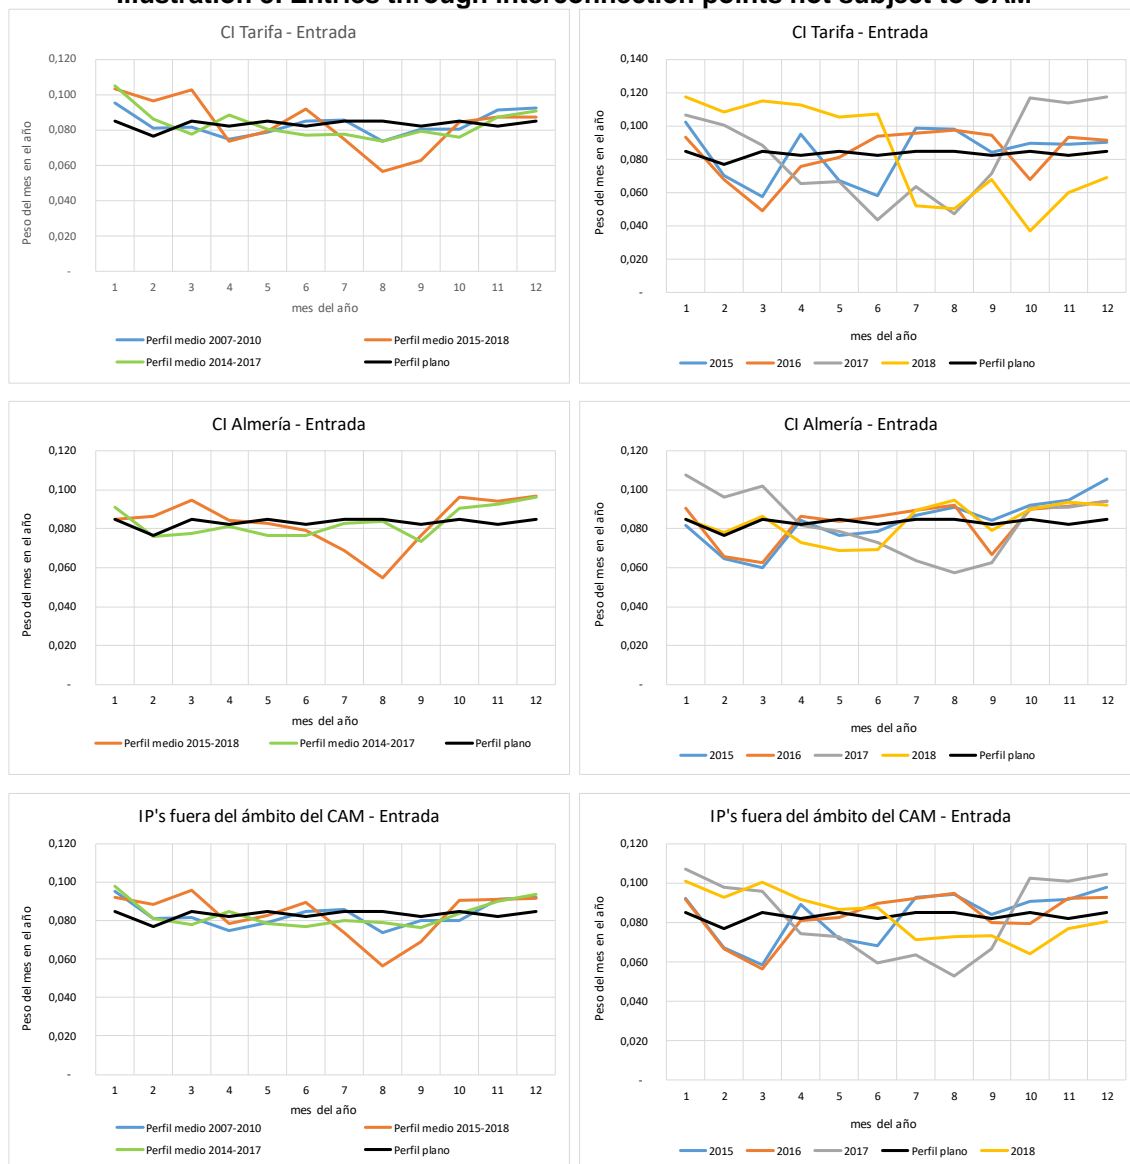 Illustration 6. Entries through interconnection points not subject to CAM
CI Tarifa - Entrada
Peso del mes en el año
0,120
0,100
0,080
0,060
0,040
0,020
-
1 2 3 4 5 6 7 8 9 10 11 12
mes del año
Perfil medio 2007-2010 Perfil medio 2015-2018
Perfil medio 2014-2017 Perfil plano
CI Tarifa - Entrada
Peso del mes en el año
0,140
0,120
0,100
0,080
0,060
0,040
0,020
-
1 2 3 4 5 6 7 8 9 10 11 12
mes del año
2015 2016 2017 2018 Perfil plano
CI Almería - Entrada
Peso del mes en el año
0,120
0,100
0,080
0,060
0,040
0,020
-
1 2 3 4 5 6 7 8 9 10 11 12
mes del año
Perfil medio 2015-2018 Perfil medio 2014-2017 Perfil plano
CI Almería - Entrada
Peso del mes en el año
0,120
0,100
0,080
0,060
0,040
0,020
-
1 2 3 4 5 6 7 8 9 10 11 12
mes del año
2015 2016 2017 2018 Perfil plano
IP's fuera del ámbito del CAM - Entrada
Peso del mes en el año
0,120
0,100
0,080
0,060
0,040
0,020
-
1 2 3 4 5 6 7 8 9 10 11 12
mes del año
Perfil medio 2007-2010 Perfil medio 2015-2018
Perfil medio 2014-2017 Perfil plano
IP's fuera del ámbito del CAM - Entrada
Peso del mes en el año
0,120
0,100
0,080
0,060
0,040
0,020
-
1 2 3 4 5 6 7 8 9 10 11 12
mes del año
2015 2016 2017 Perfil plano 2018